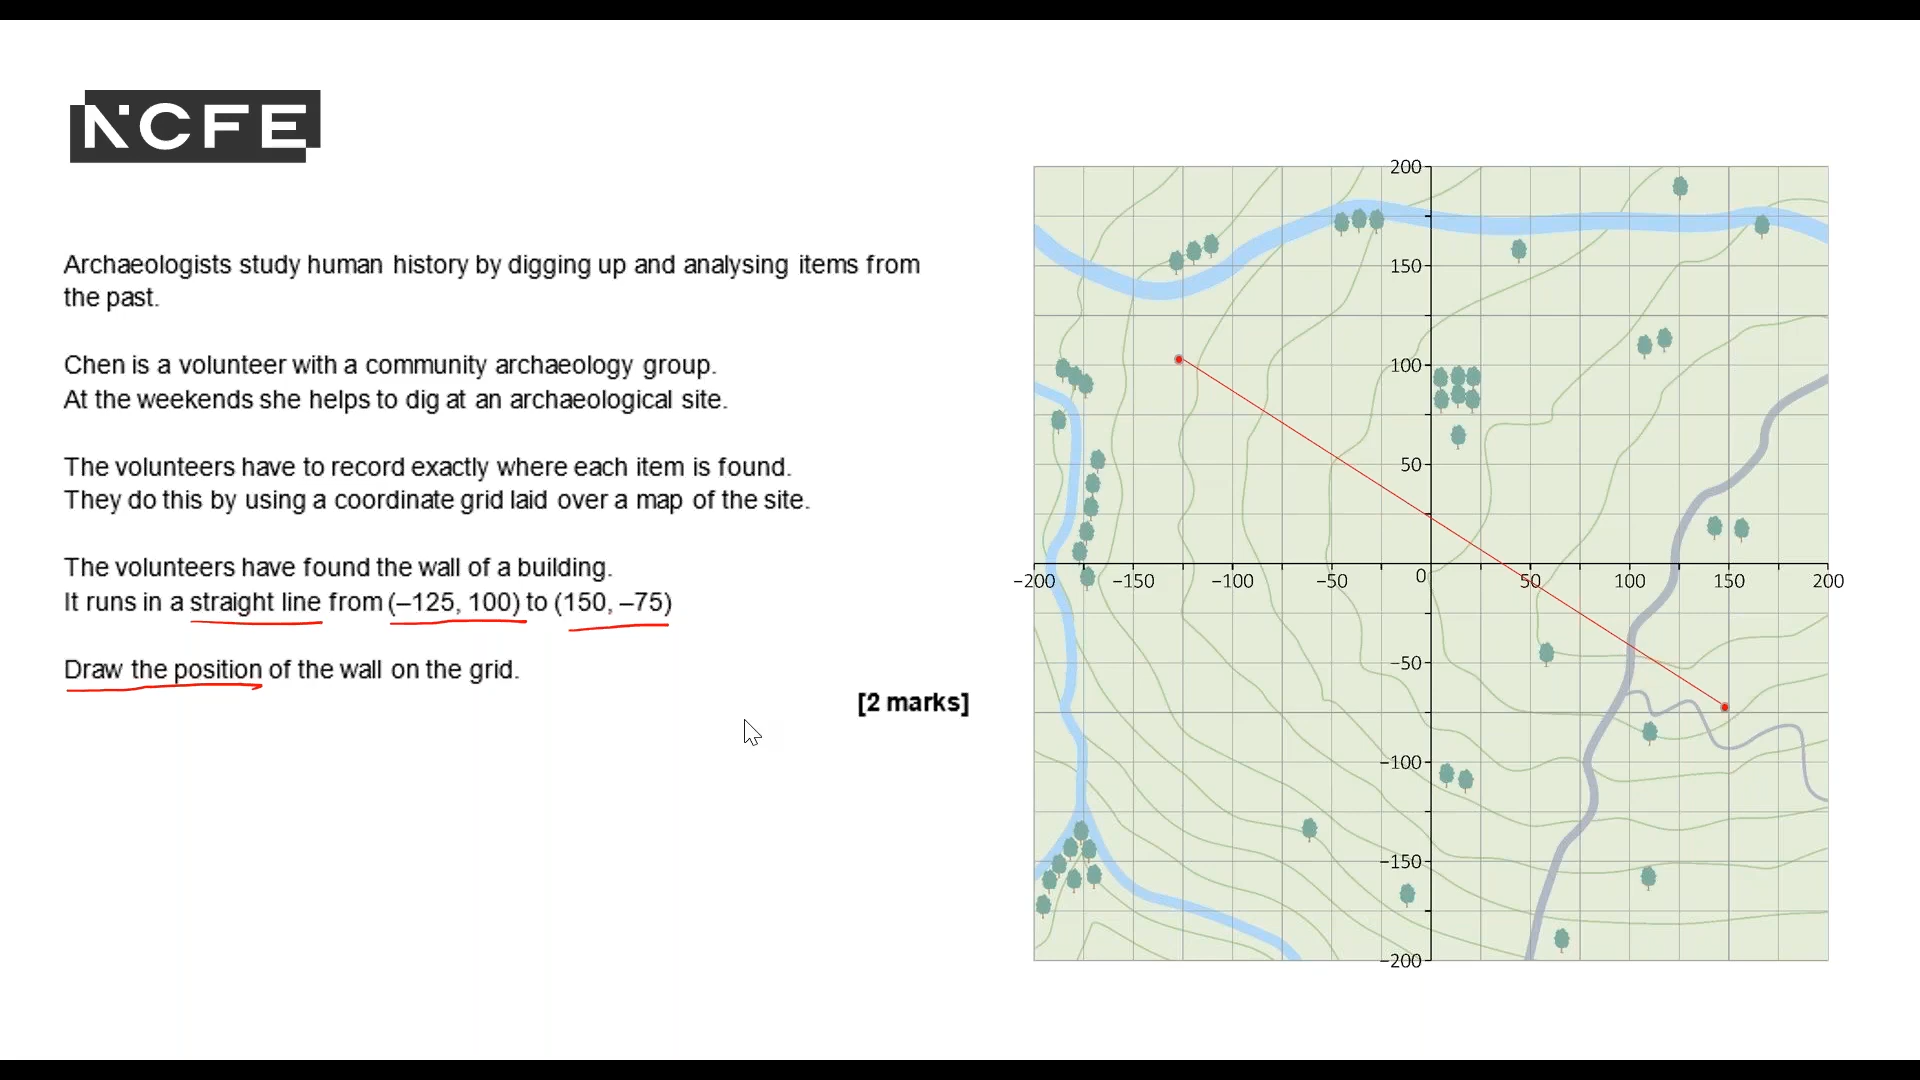 NCFE
Archaeologists study human history by digging up and analysing items from
the past.
Chen is a volunteer with a community archaeology group.
At the weekends she helps to dig at an archaeological site.
The volunteers have to record exactly where each item is found.
They do this by using a coordinate grid laid over a map of the site.
The volunteers have found the wall of a building.
It runs in a straight line from (–125, 100) to (150, –75)
Draw the position of the wall on the grid.
[2 marks]
200
150
100
50
−200 −150 −100 −50 0 50 100 150 200
−50
−100
−150
−200